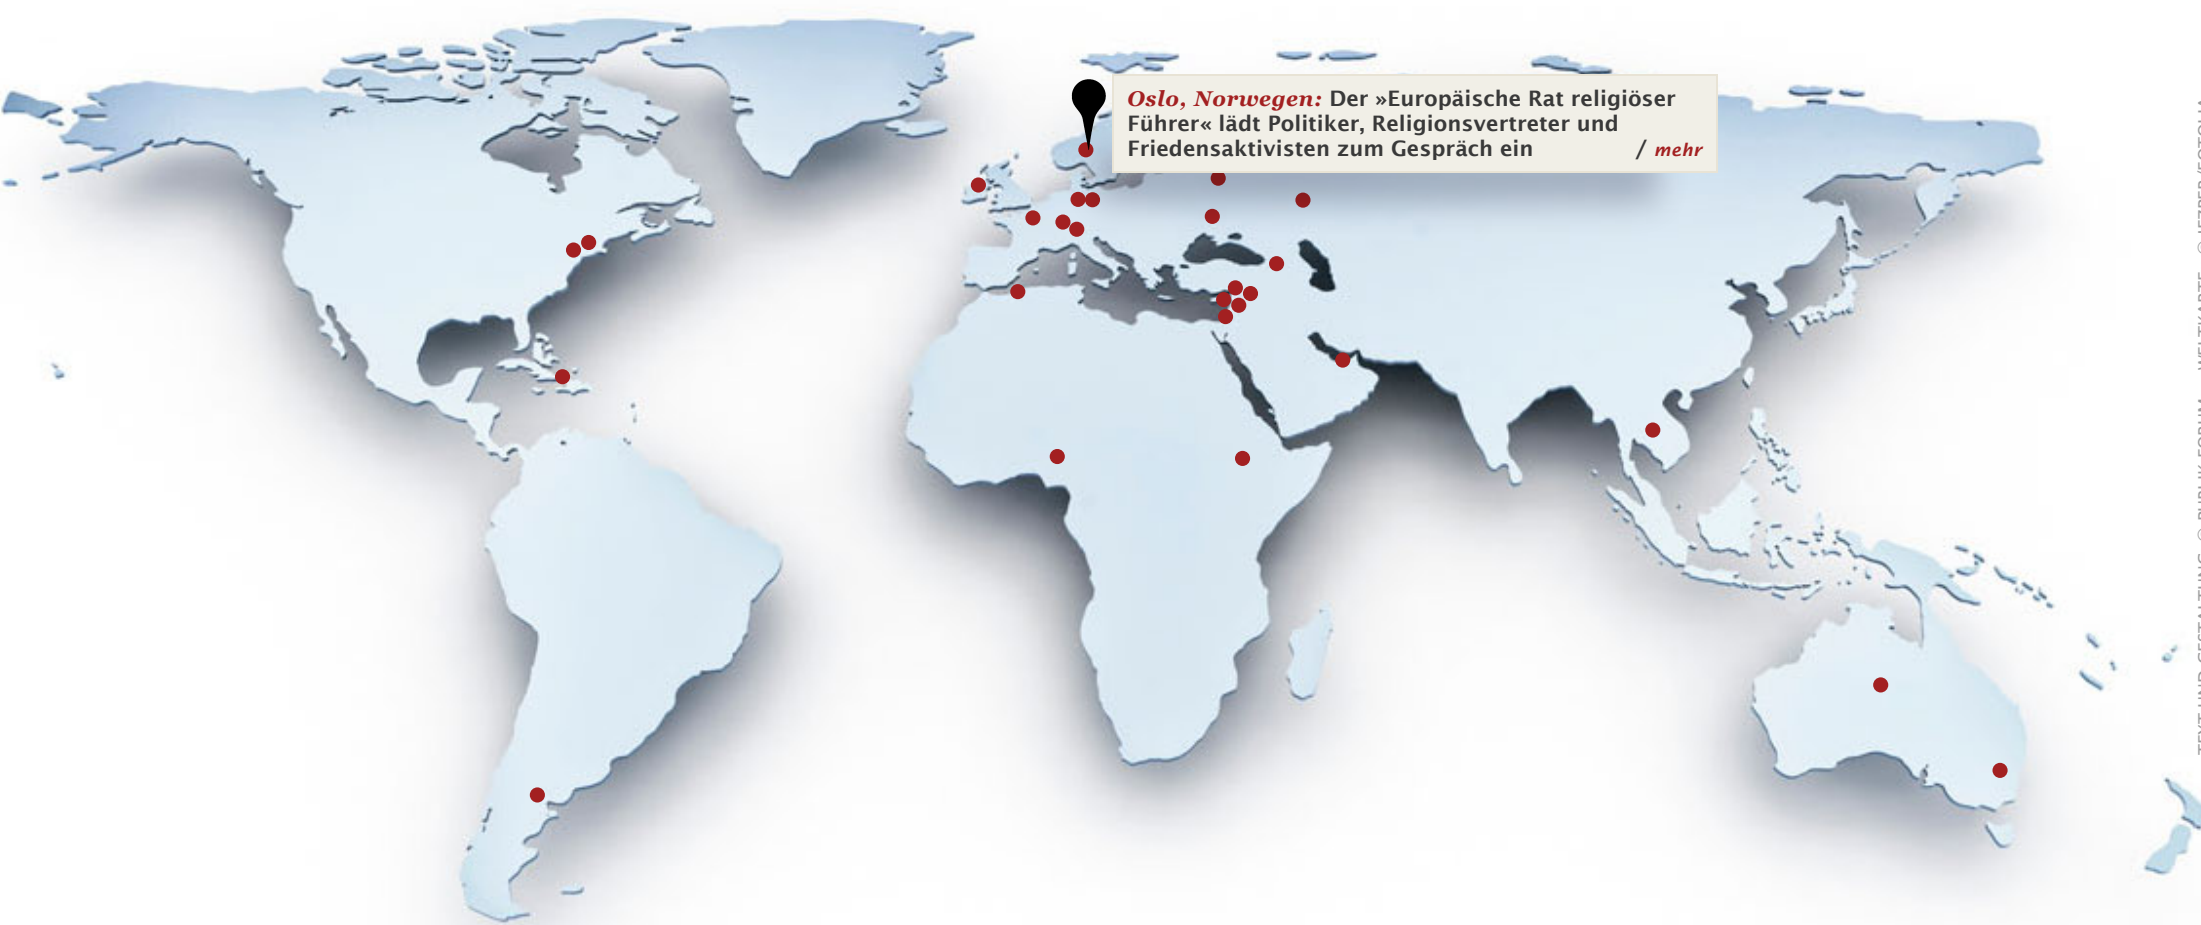 Oslo, Norwegen: Der »Europäische Rat religiöser
Führer« lädt Politiker, Religionsvertreter und
Friedensaktivisten zum Gespräch ein / mehr